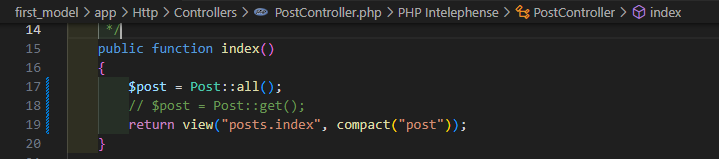 first_model > app > Http > Controllers > PostController.php > PHP Intelephense > PostController > index
14 */
15 public function index()
16 {
17 $post = Post::all();
18 // $post = Post::get();
19 return view("posts.index", compact("post"));
20 }